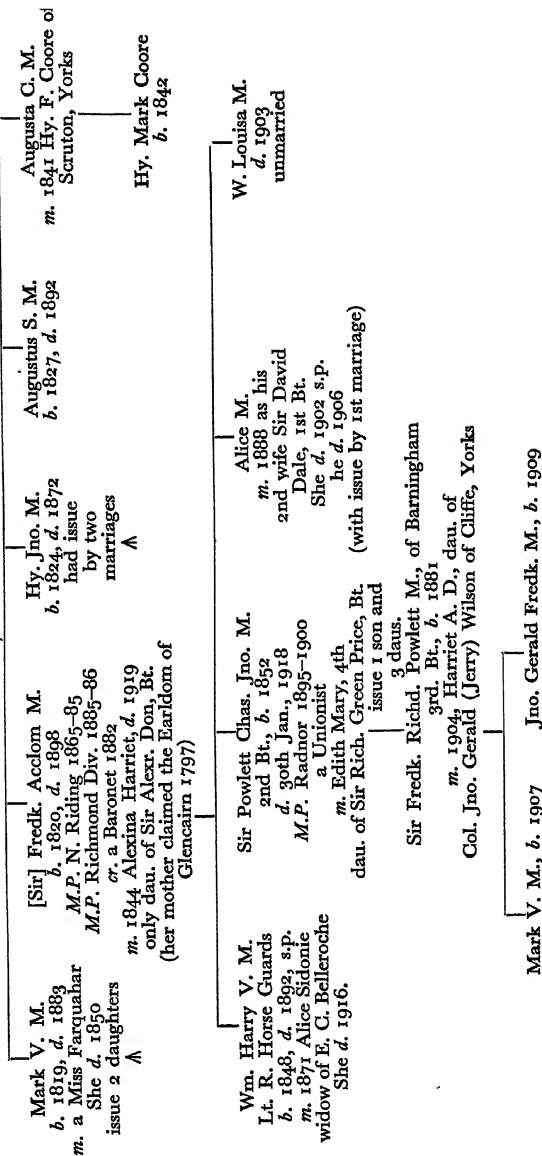 Mark V. M.
b. 1819, d. 1883
m. a Miss Farquahar
She d. 1850
issue 2 daughters
[Sir] Fredk. Acclom M.
b. 1820, d. 1898
M.P. N. Riding 1865–85
M.P. Richmond Div. 1885–86
cr. a Baronet 1882
m. 1844 Alexina Harriet, d. 1919
only dau. of Sir Alexr. Don, Bt.
(her mother claimed the Earldom of
Glencairn 1797)
Hy. Jno. M.
b. 1824, d. 1872
had issue
by two
marriages
Augustus S. M.
b. 1827, d. 1892
Augusta C. M.
m. 1841 Hy. F. Coore of
Scruton, Yorks
Hy. Mark Coore
b. 1842
Wm. Harry V. M.
Lt. R. Horse Guards
b. 1848, d. 1892, s.p.
m. 1871 Alice Sidonie
widow of E. C. Belleroche
She d. 1916.
Sir Powlett Chas. Jno. M.
2nd Bt., b. 1852
d. 30th Jan., 1918
M.P. Radnor 1895–1900
a Unionist
m. Edith Mary, 4th
dau. of Sir Rich. Green Price, Bt.
issue 1 son and
3 daus.
Alice M.
m. 1888 as his
2nd wife Sir David
Dale, 1st Bt.
She d. 1902 s.p.
he d. 1906
(with issue by 1st marriage)
W. Louisa M.
d. 1903
unmarried
Sir Fredk. Richd. Powlett M., of Barningham
3rd. Bt., b. 1881
m. 1904, Harriet A. D., dau. of
Col. Jno. Gerald (Jerry) Wilson of Cliffe, Yorks
Mark V. M., b. 1907
Jno. Gerald Fredk. M., b. 1909